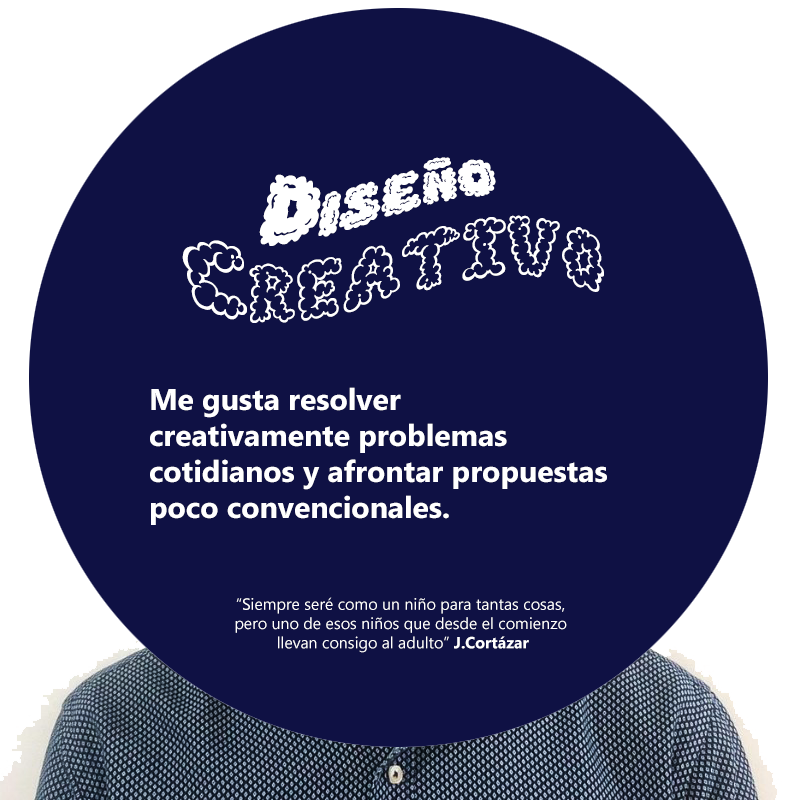 DISEÑO
CREATIVO
Me gusta resolver
creativamente problemas
cotidianos y afrontar propuestas
poco convencionales.
“Siempre seré como un niño para tantas cosas,
pero uno de esos niños que desde el comienzo
llevan consigo al adulto” J.Cortázar